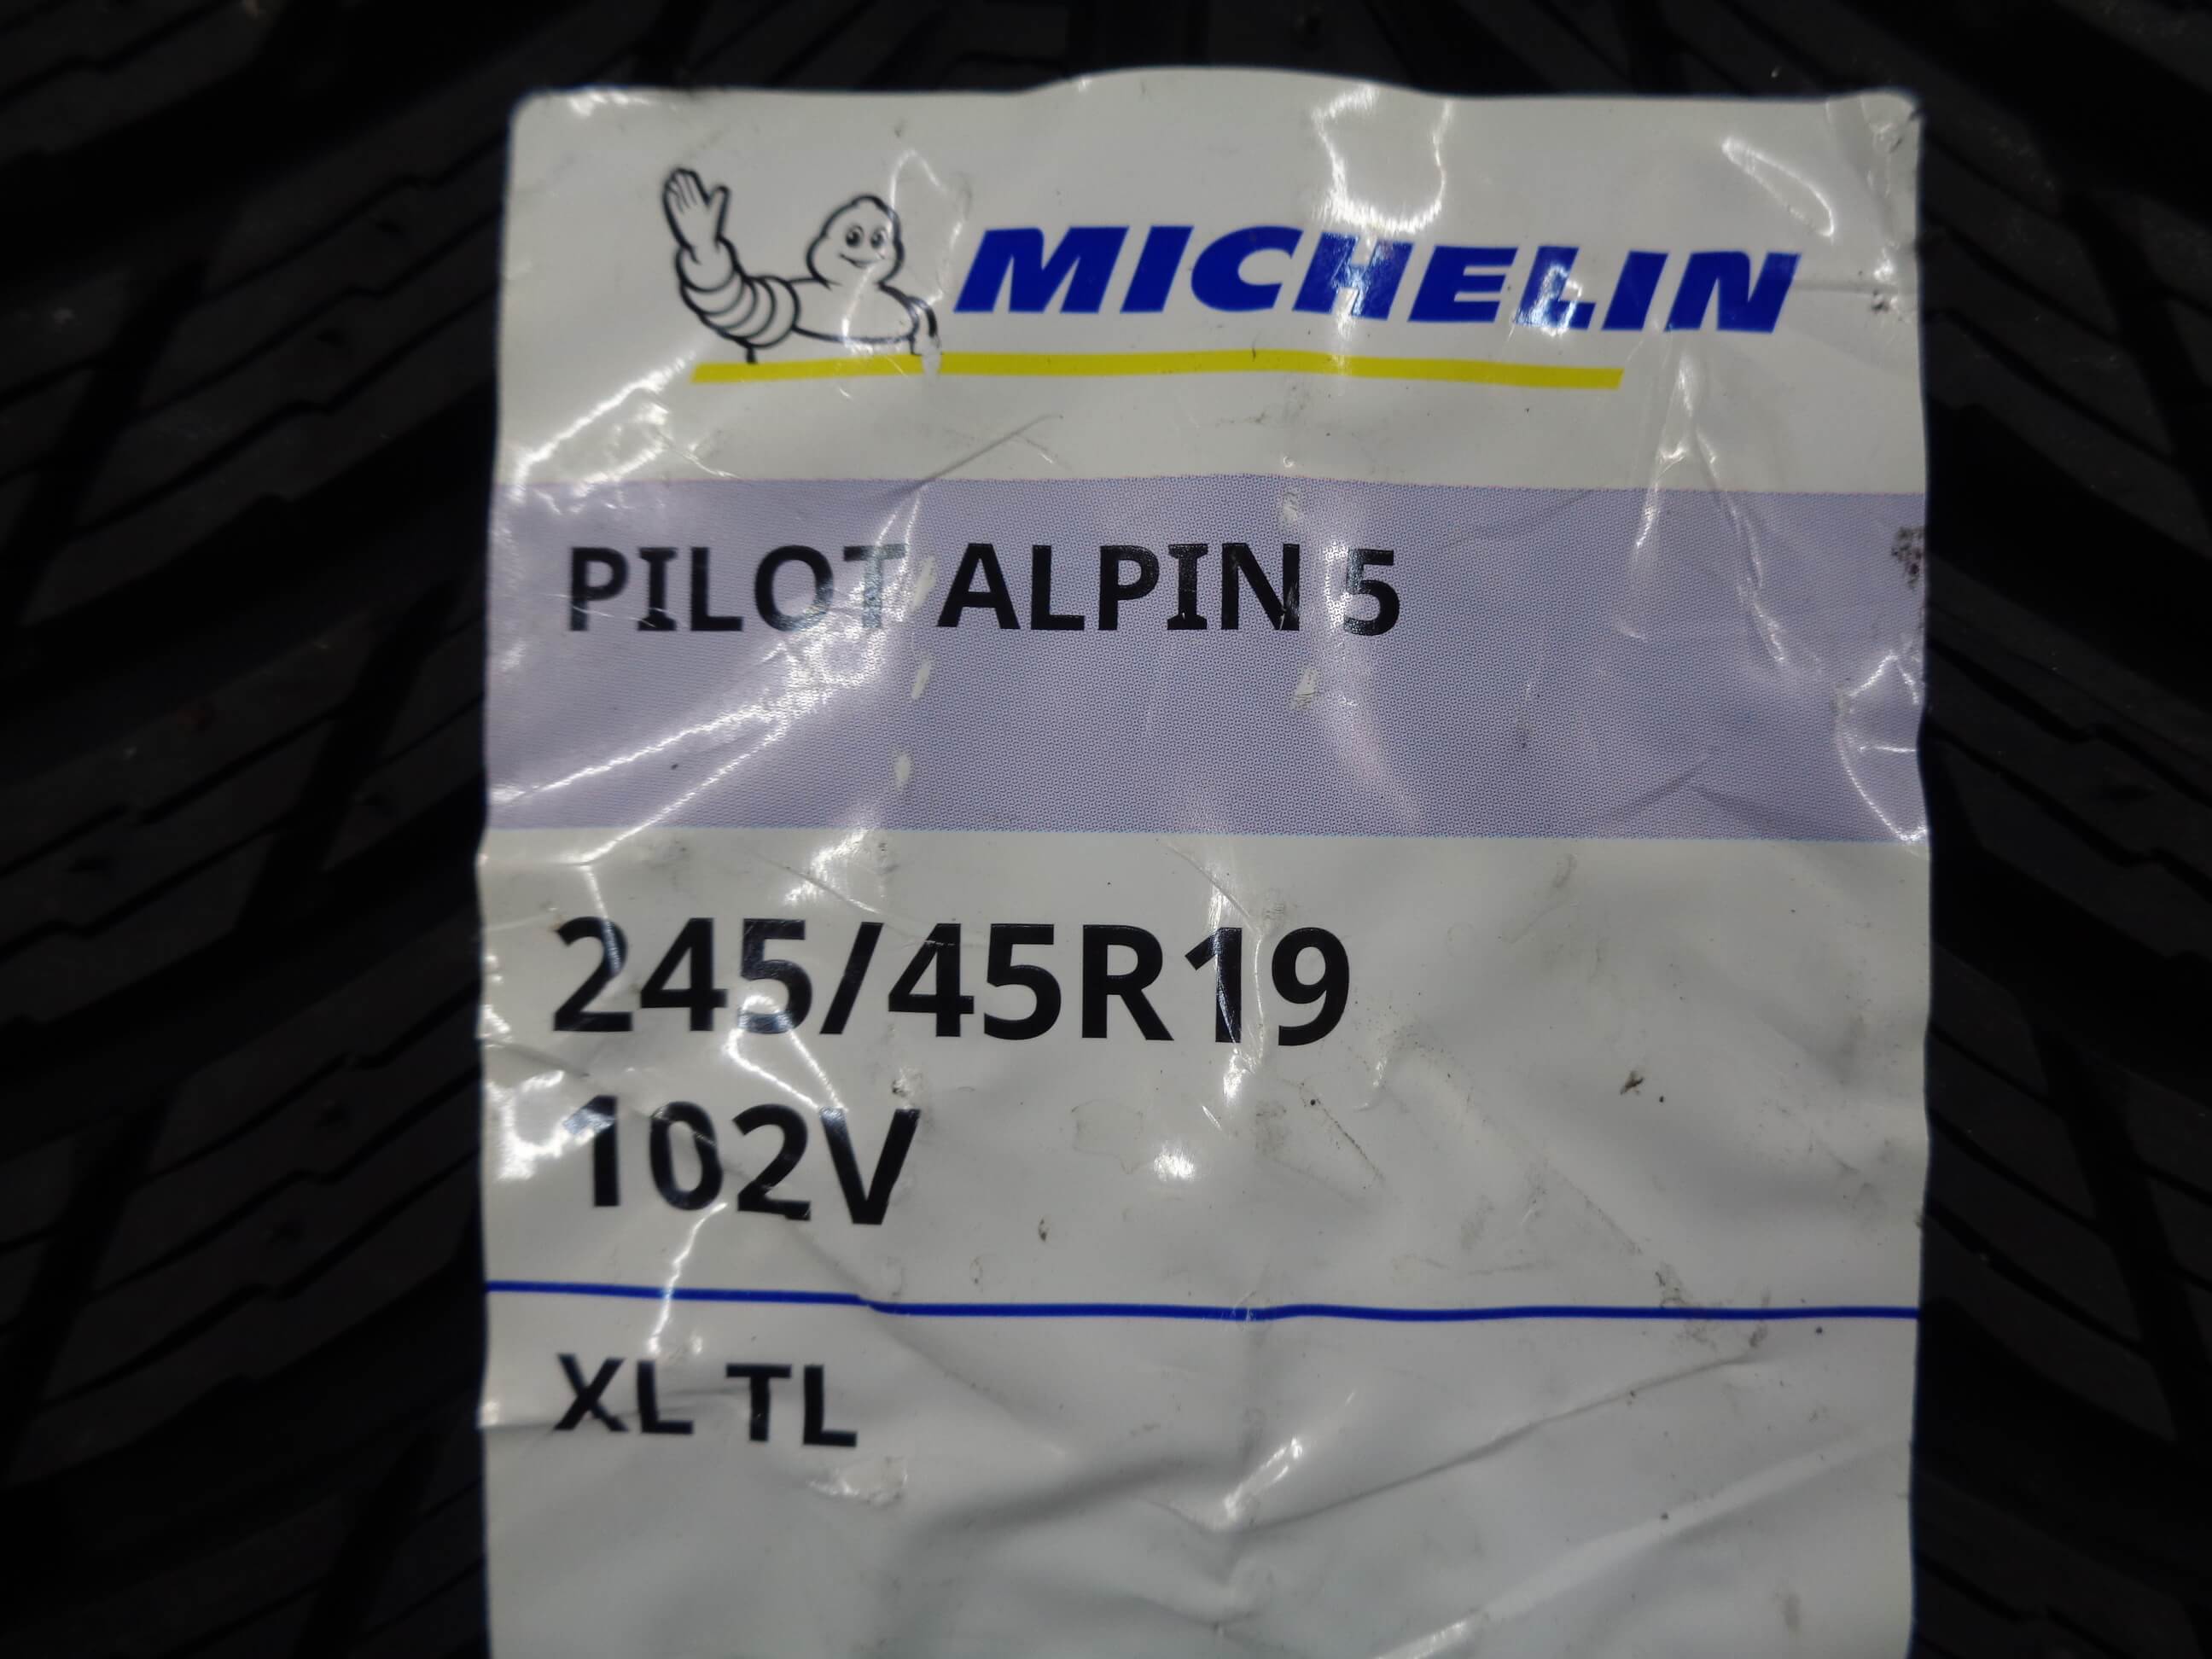 MICHELIN
PILOT ALPIN 5
245/45R19
102V
XL TL